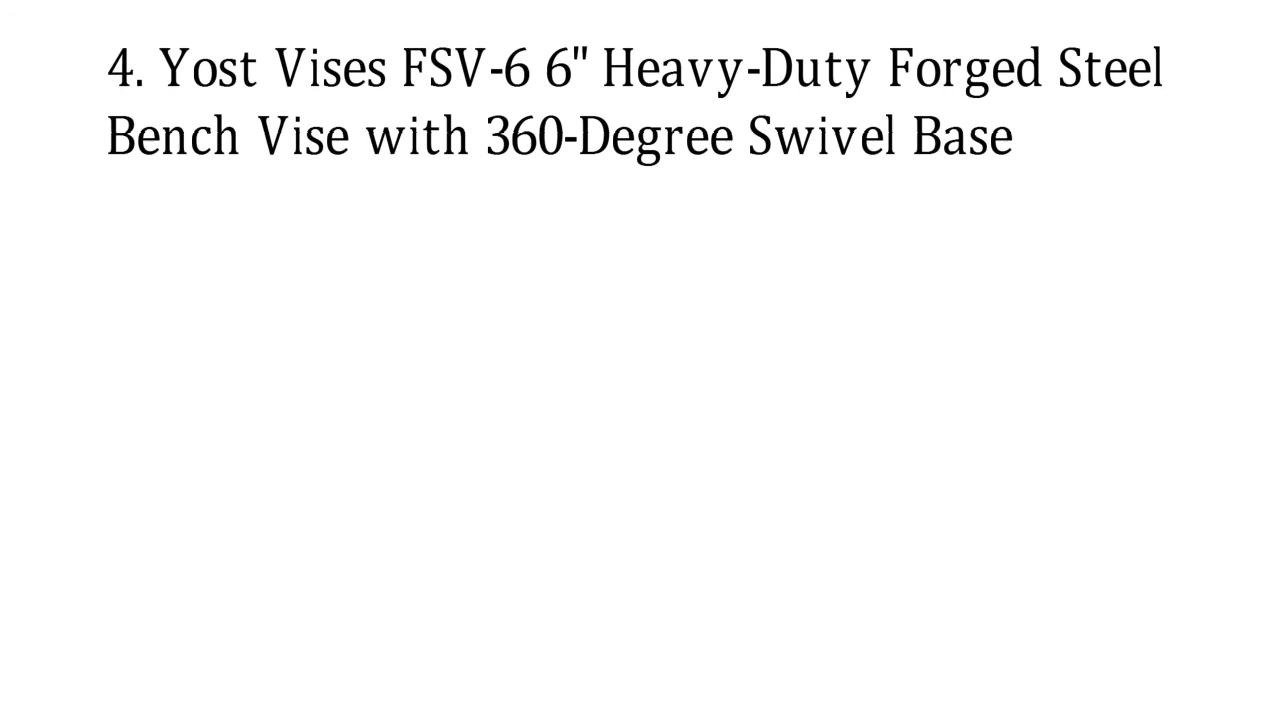 4. Yost Vises FSV-6 6" Heavy-Duty Forged Steel
Bench Vise with 360-Degree Swivel Base